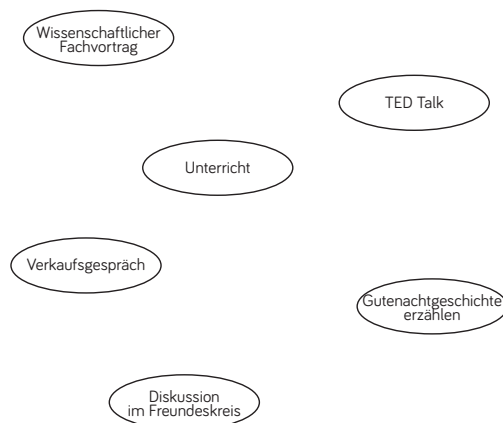 Wissenschaftlicher
Fachvortrag
TED Talk
Unterricht
Verkaufsgespräch
Gutenachtgeschichte
erzählen
Diskussion
im Freundeskreis